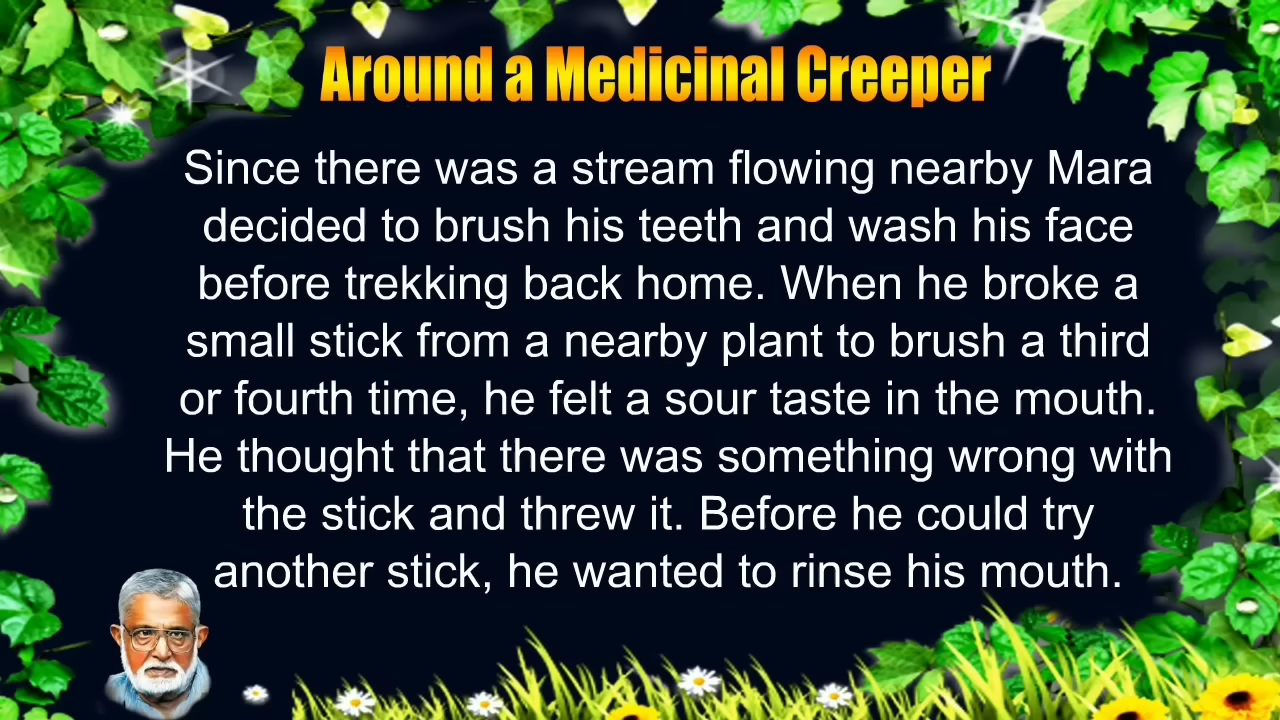 Around a Medicinal Creeper
Since there was a stream flowing nearby Mara
decided to brush his teeth and wash his face
before trekking back home. When he broke a
small stick from a nearby plant to brush a third
or fourth time, he felt a sour taste in the mouth.
He thought that there was something wrong with
the stick and threw it. Before he could try
another stick, he wanted to rinse his mouth.